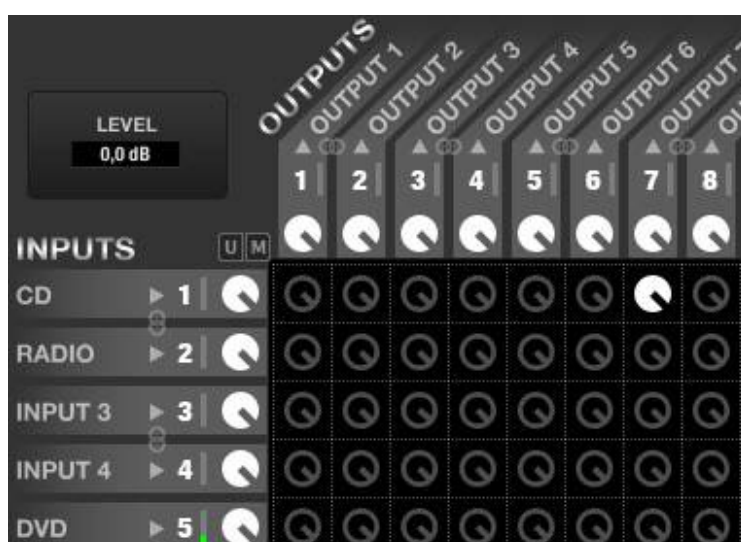 OUTPUTS
OUTPUT 1
OUTPUT 2
OUTPUT 3
OUTPUT 4
OUTPUT 5
OUTPUT 6
OUTPUT 7
LEVEL
0,0 dB
1 2 3 4 5 6 7 8
INPUTS U M
CD 1
RADIO 2
INPUT 3 3
INPUT 4 4
DVD 5